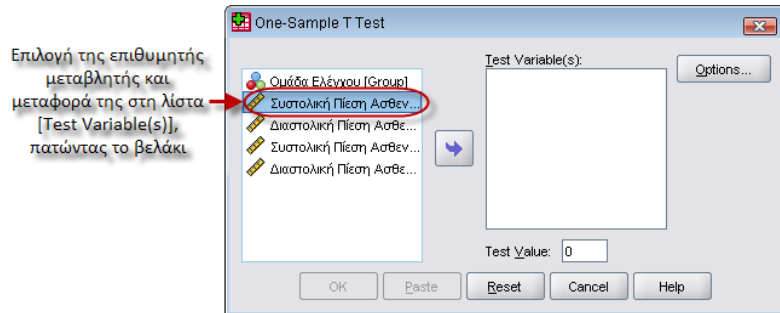 One-Sample T Test
Επιλογή της επιθυμητής
μεταβλητής και
μεταφορά της στη λίστα
[Test Variable(s)],
πατώντας το βελάκι
Ομάδα Ελένχου [Group]
Συστολική Πίεση Ασθεν...
Διαστολική Πίεση Ασθε...
Συστολική Πίεση Ασθεν...
Διαστολική Πίεση Ασθε...
Test Variable(s):
Options...
Test Value: 0
OK
Paste
Reset
Cancel
Help